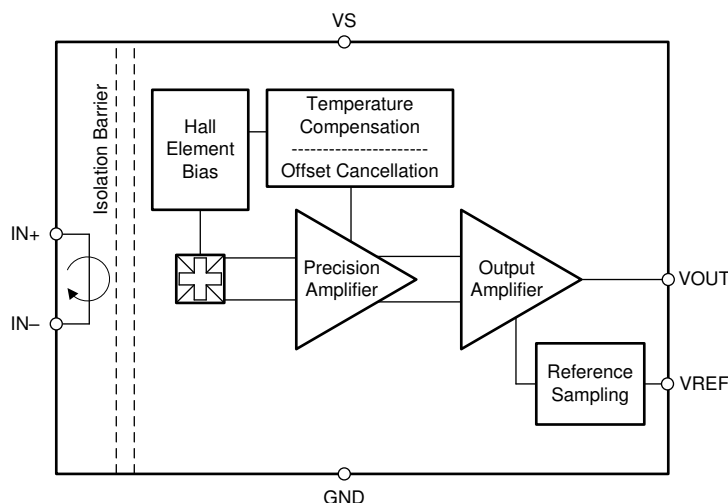 VS
Isolation Barrier
Hall
Element
Bias
Temperature
Compensation
Offset Cancellation
IN+
IN–
Precision
Amplifier
Output
Amplifier
VOUT
Reference
Sampling
VREF
GND